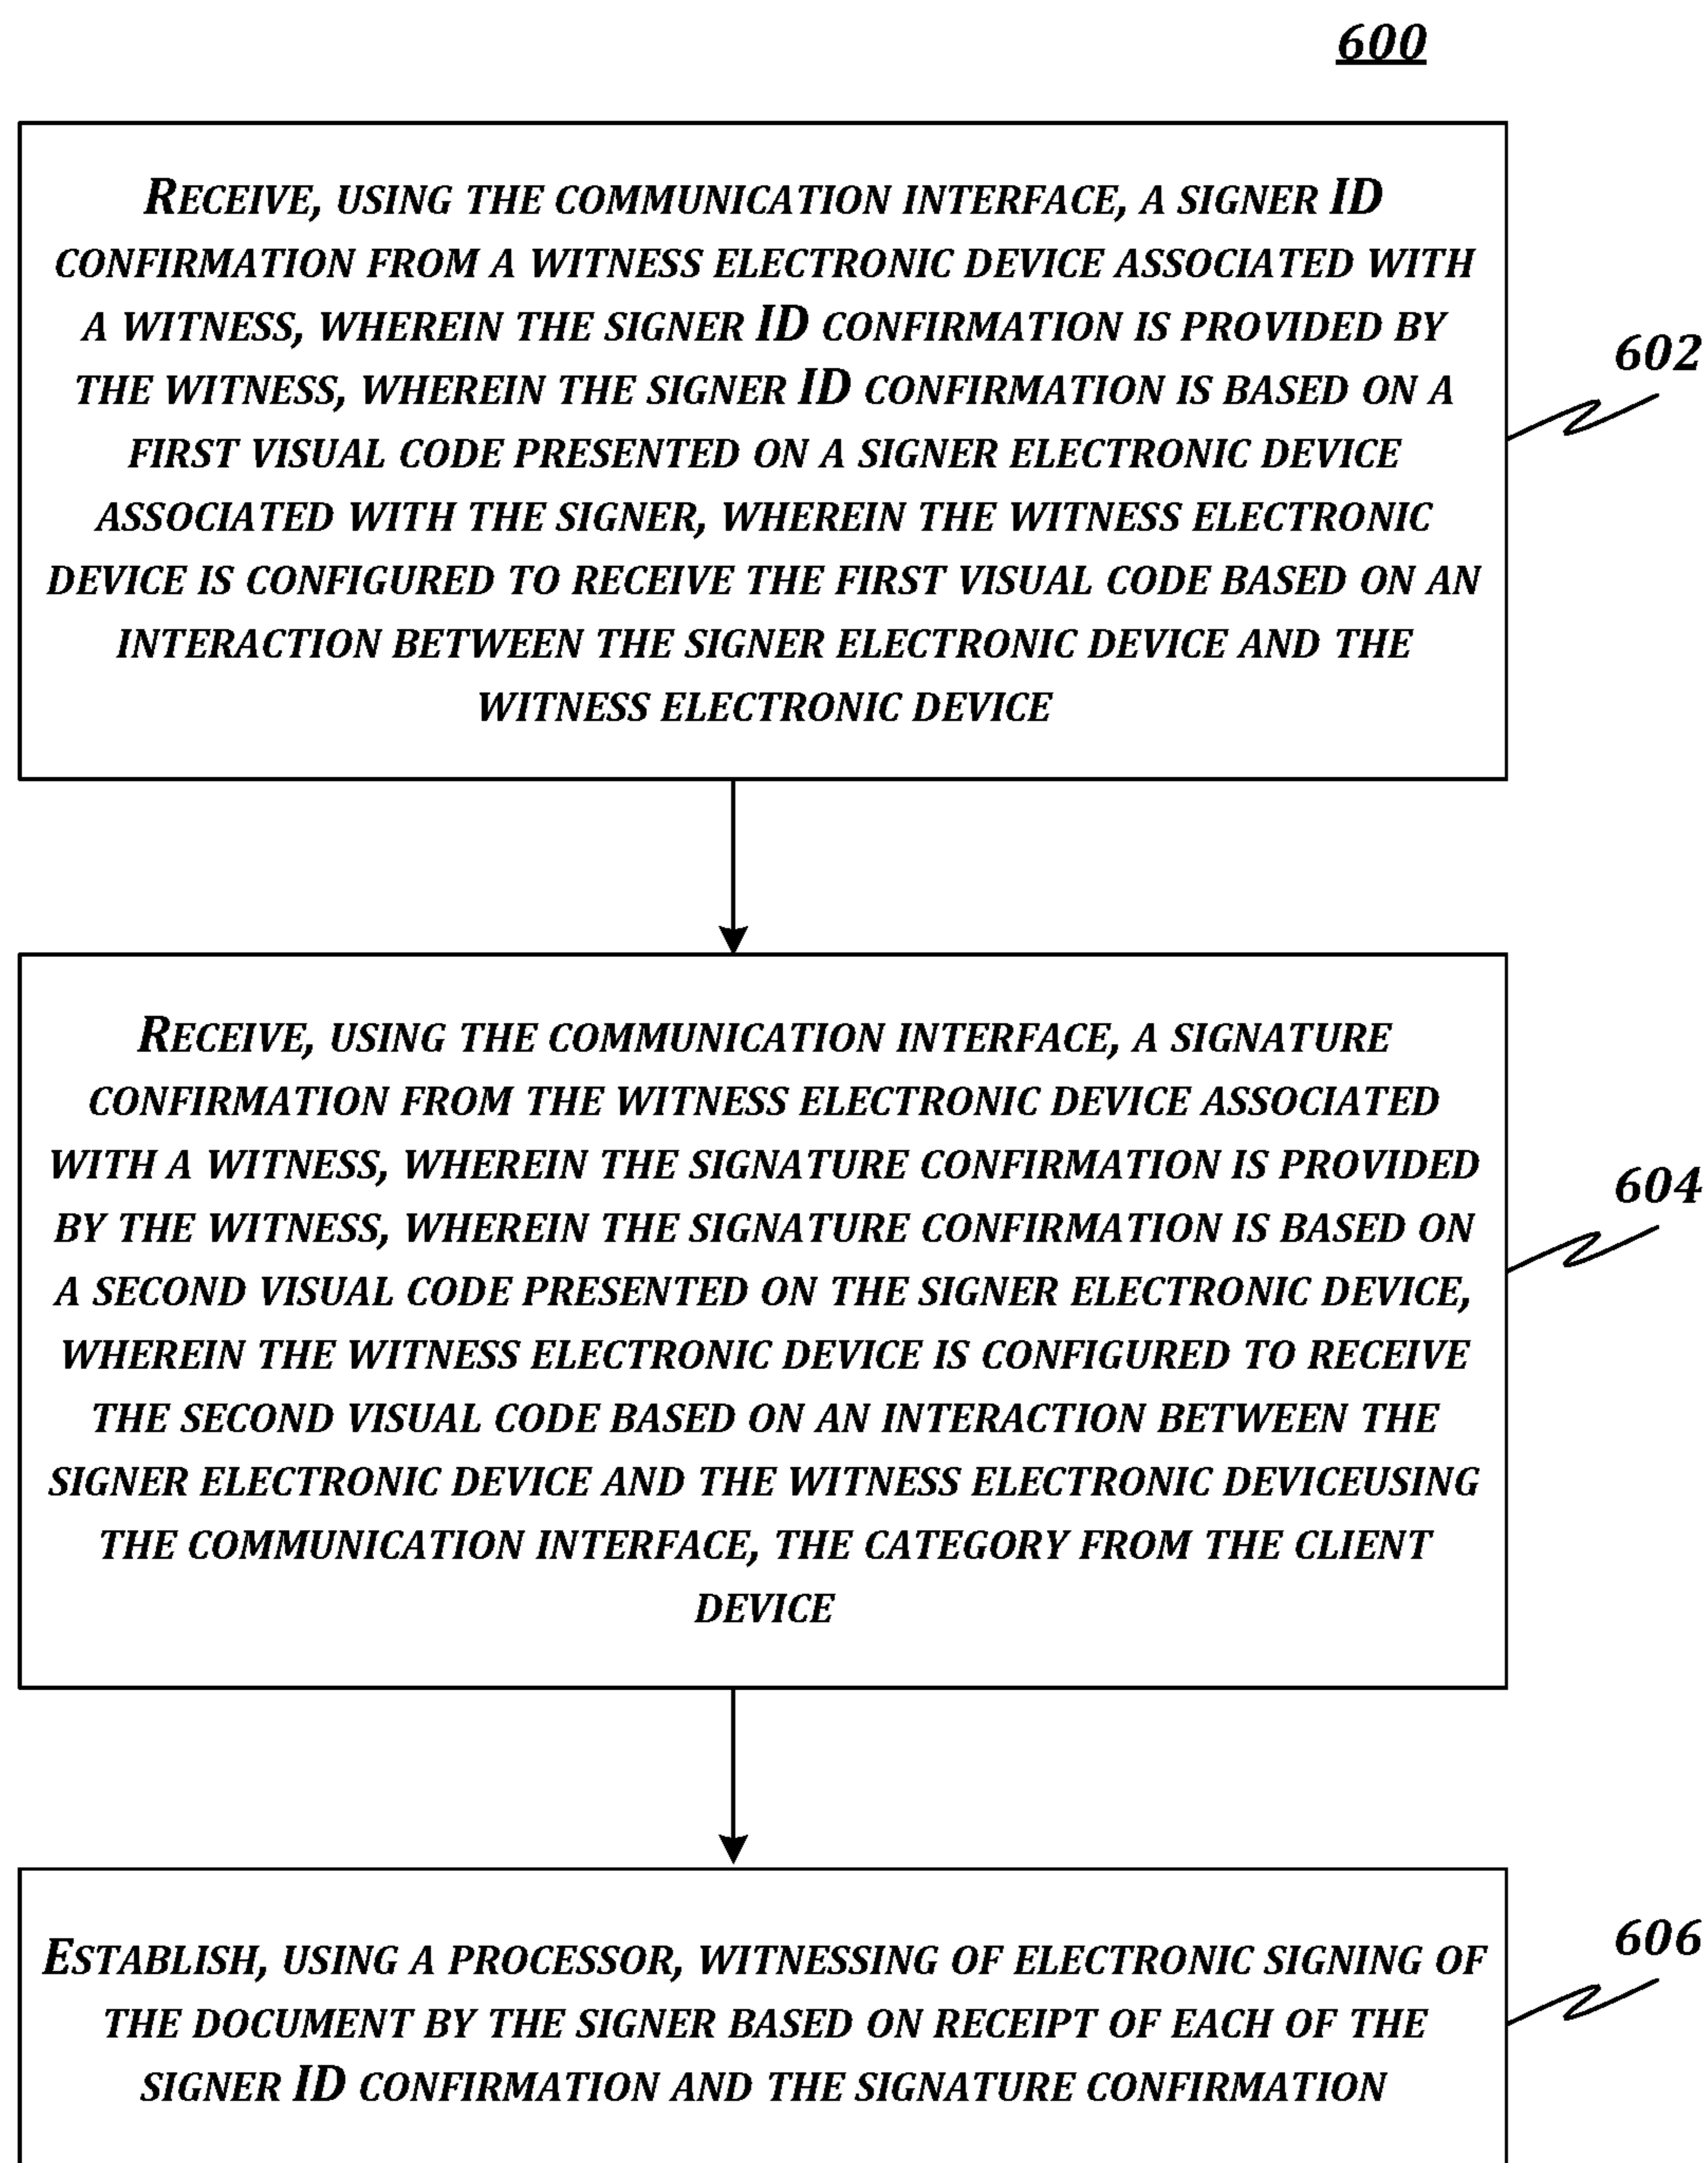 600
RECEIVE, USING THE COMMUNICATION INTERFACE, A SIGNER ID
CONFIRMATION FROM A WITNESS ELECTRONIC DEVICE ASSOCIATED WITH
A WITNESS, WHEREIN THE SIGNER ID CONFIRMATION IS PROVIDED BY
THE WITNESS, WHEREIN THE SIGNER ID CONFIRMATION IS BASED ON A
FIRST VISUAL CODE PRESENTED ON A SIGNER ELECTRONIC DEVICE
ASSOCIATED WITH THE SIGNER, WHEREIN THE WITNESS ELECTRONIC
DEVICE IS CONFIGURED TO RECEIVE THE FIRST VISUAL CODE BASED ON AN
INTERACTION BETWEEN THE SIGNER ELECTRONIC DEVICE AND THE
WITNESS ELECTRONIC DEVICE
602
RECEIVE, USING THE COMMUNICATION INTERFACE, A SIGNATURE
CONFIRMATION FROM THE WITNESS ELECTRONIC DEVICE ASSOCIATED
WITH A WITNESS, WHEREIN THE SIGNATURE CONFIRMATION IS PROVIDED
BY THE WITNESS, WHEREIN THE SIGNATURE CONFIRMATION IS BASED ON
A SECOND VISUAL CODE PRESENTED ON THE SIGNER ELECTRONIC DEVICE,
WHEREIN THE WITNESS ELECTRONIC DEVICE IS CONFIGURED TO RECEIVE
THE SECOND VISUAL CODE BASED ON AN INTERACTION BETWEEN THE
SIGNER ELECTRONIC DEVICE AND THE WITNESS ELECTRONIC DEVICEUSING
THE COMMUNICATION INTERFACE, THE CATEGORY FROM THE CLIENT
DEVICE
604
ESTABLISH, USING A PROCESSOR, WITNESSING OF ELECTRONIC SIGNING OF
THE DOCUMENT BY THE SIGNER BASED ON RECEIPT OF EACH OF THE
SIGNER ID CONFIRMATION AND THE SIGNATURE CONFIRMATION
606